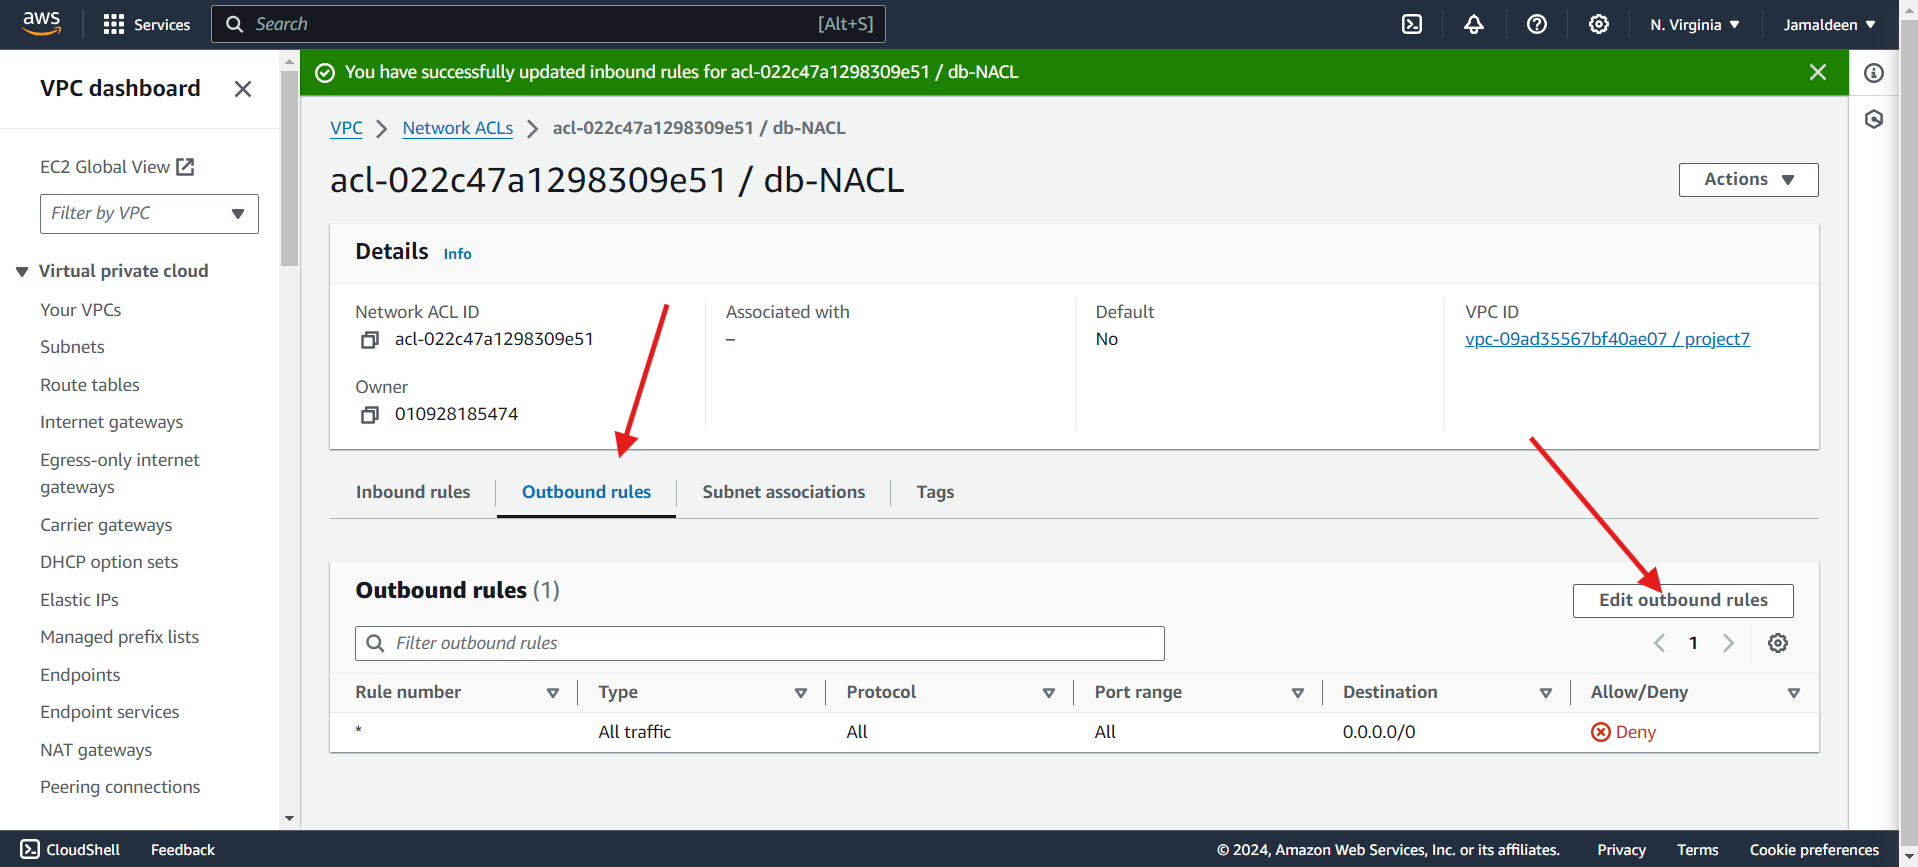 aws
Services
Search
[Alt+S]
N. Virginia
Jamaldeen
VPC dashboard
EC2 Global View
Filter by VPC
Virtual private cloud
Your VPCs
Subnets
Route tables
Internet gateways
Egress-only internet
gateways
Carrier gateways
DHCP option sets
Elastic IPs
Managed prefix lists
Endpoints
Endpoint services
NAT gateways
Peering connections
You have successfully updated inbound rules for acl-022c47a1298309e51 / db-NACL
VPC
Network ACLs
acl-022c47a1298309e51 / db-NACL
acl-022c47a1298309e51 / db-NACL
Actions
Details Info
Network ACL ID
acl-022c47a1298309e51
Associated with
–
Default
No
VPC ID
vpc-09ad35567bf40ae07 / project7
Owner
010928185474
Inbound rules
Outbound rules
Subnet associations
Tags
Outbound rules (1)
Edit outbound rules
Filter outbound rules
1
Rule number Type Protocol Port range Destination Allow/Deny
* All traffic All All 0.0.0.0/0 Deny
CloudShell
Feedback
© 2024, Amazon Web Services, Inc. or its affiliates.
Privacy
Terms
Cookie preferences